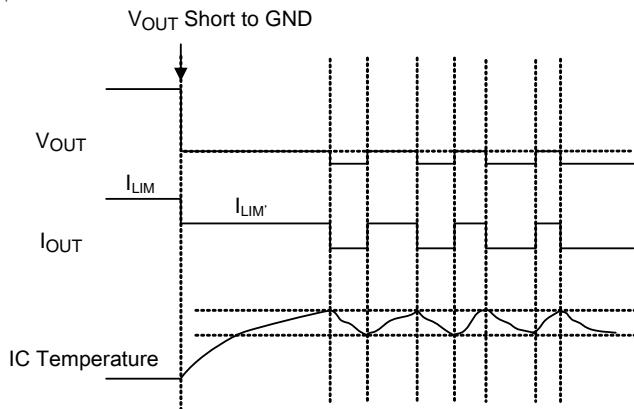 VOUT Short to GND
VOUT
ILIM
ILIM'
IOUT
IC Temperature